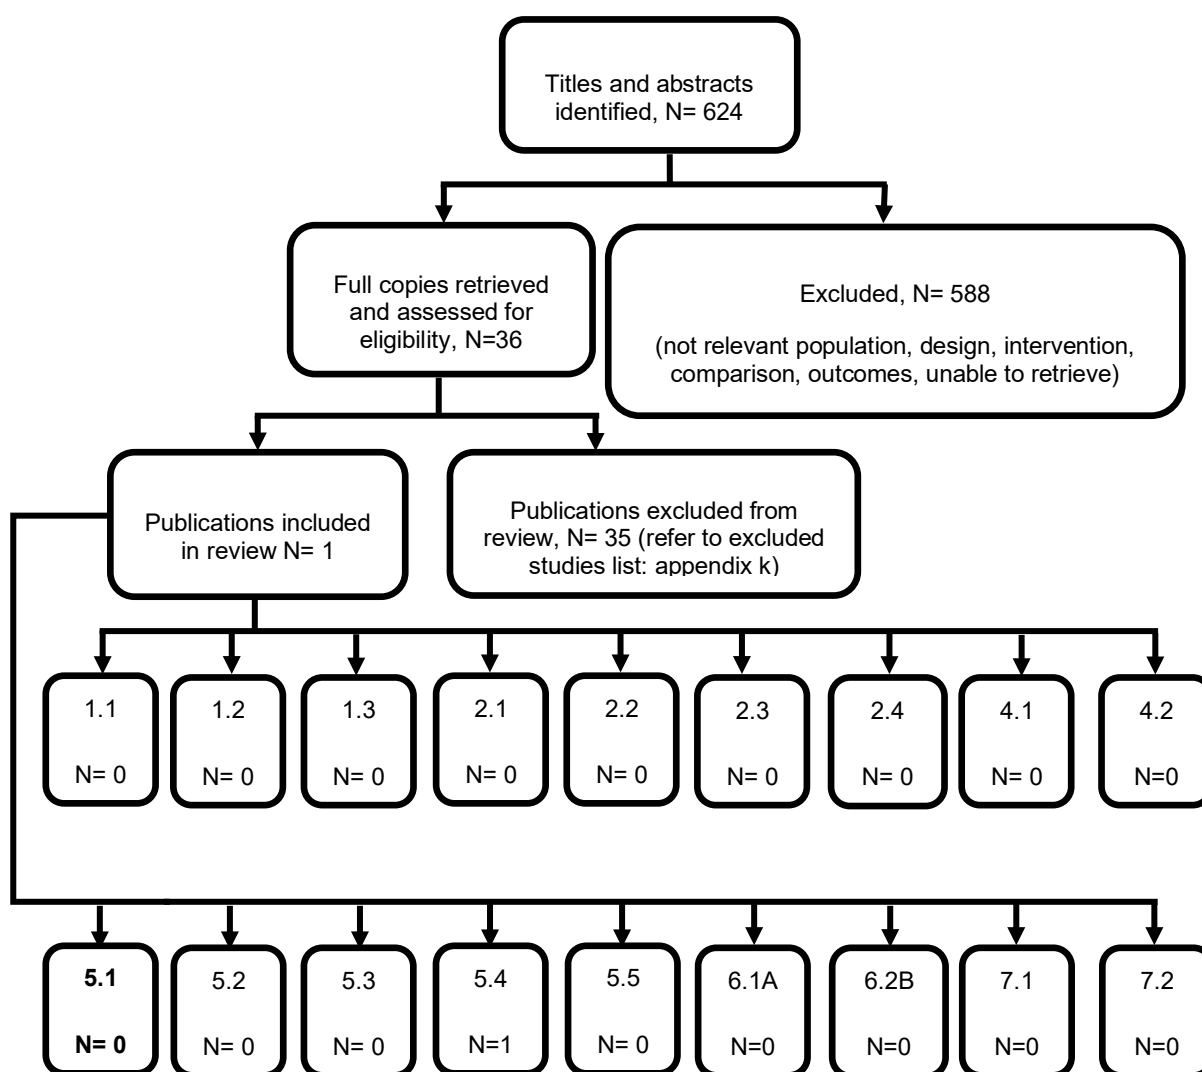 Titles and abstracts
identified, N= 624
Full copies retrieved
and assessed for
eligibility, N=36
Excluded, N= 588
(not relevant population, design, intervention,
comparison, outcomes, unable to retrieve)
Publications included
in review N= 1
Publications excluded from
review, N= 35 (refer to excluded
studies list: appendix k)
1.1
N= 0
1.2
N= 0
1.3
N= 0
2.1
N= 0
2.2
N= 0
2.3
N= 0
2.4
N= 0
4.1
N= 0
4.2
N=0
5.1
N= 0
5.2
N= 0
5.3
N= 0
5.4
N=1
5.5
N= 0
6.1A
N=0
6.2B
N=0
7.1
N=0
7.2
N=0